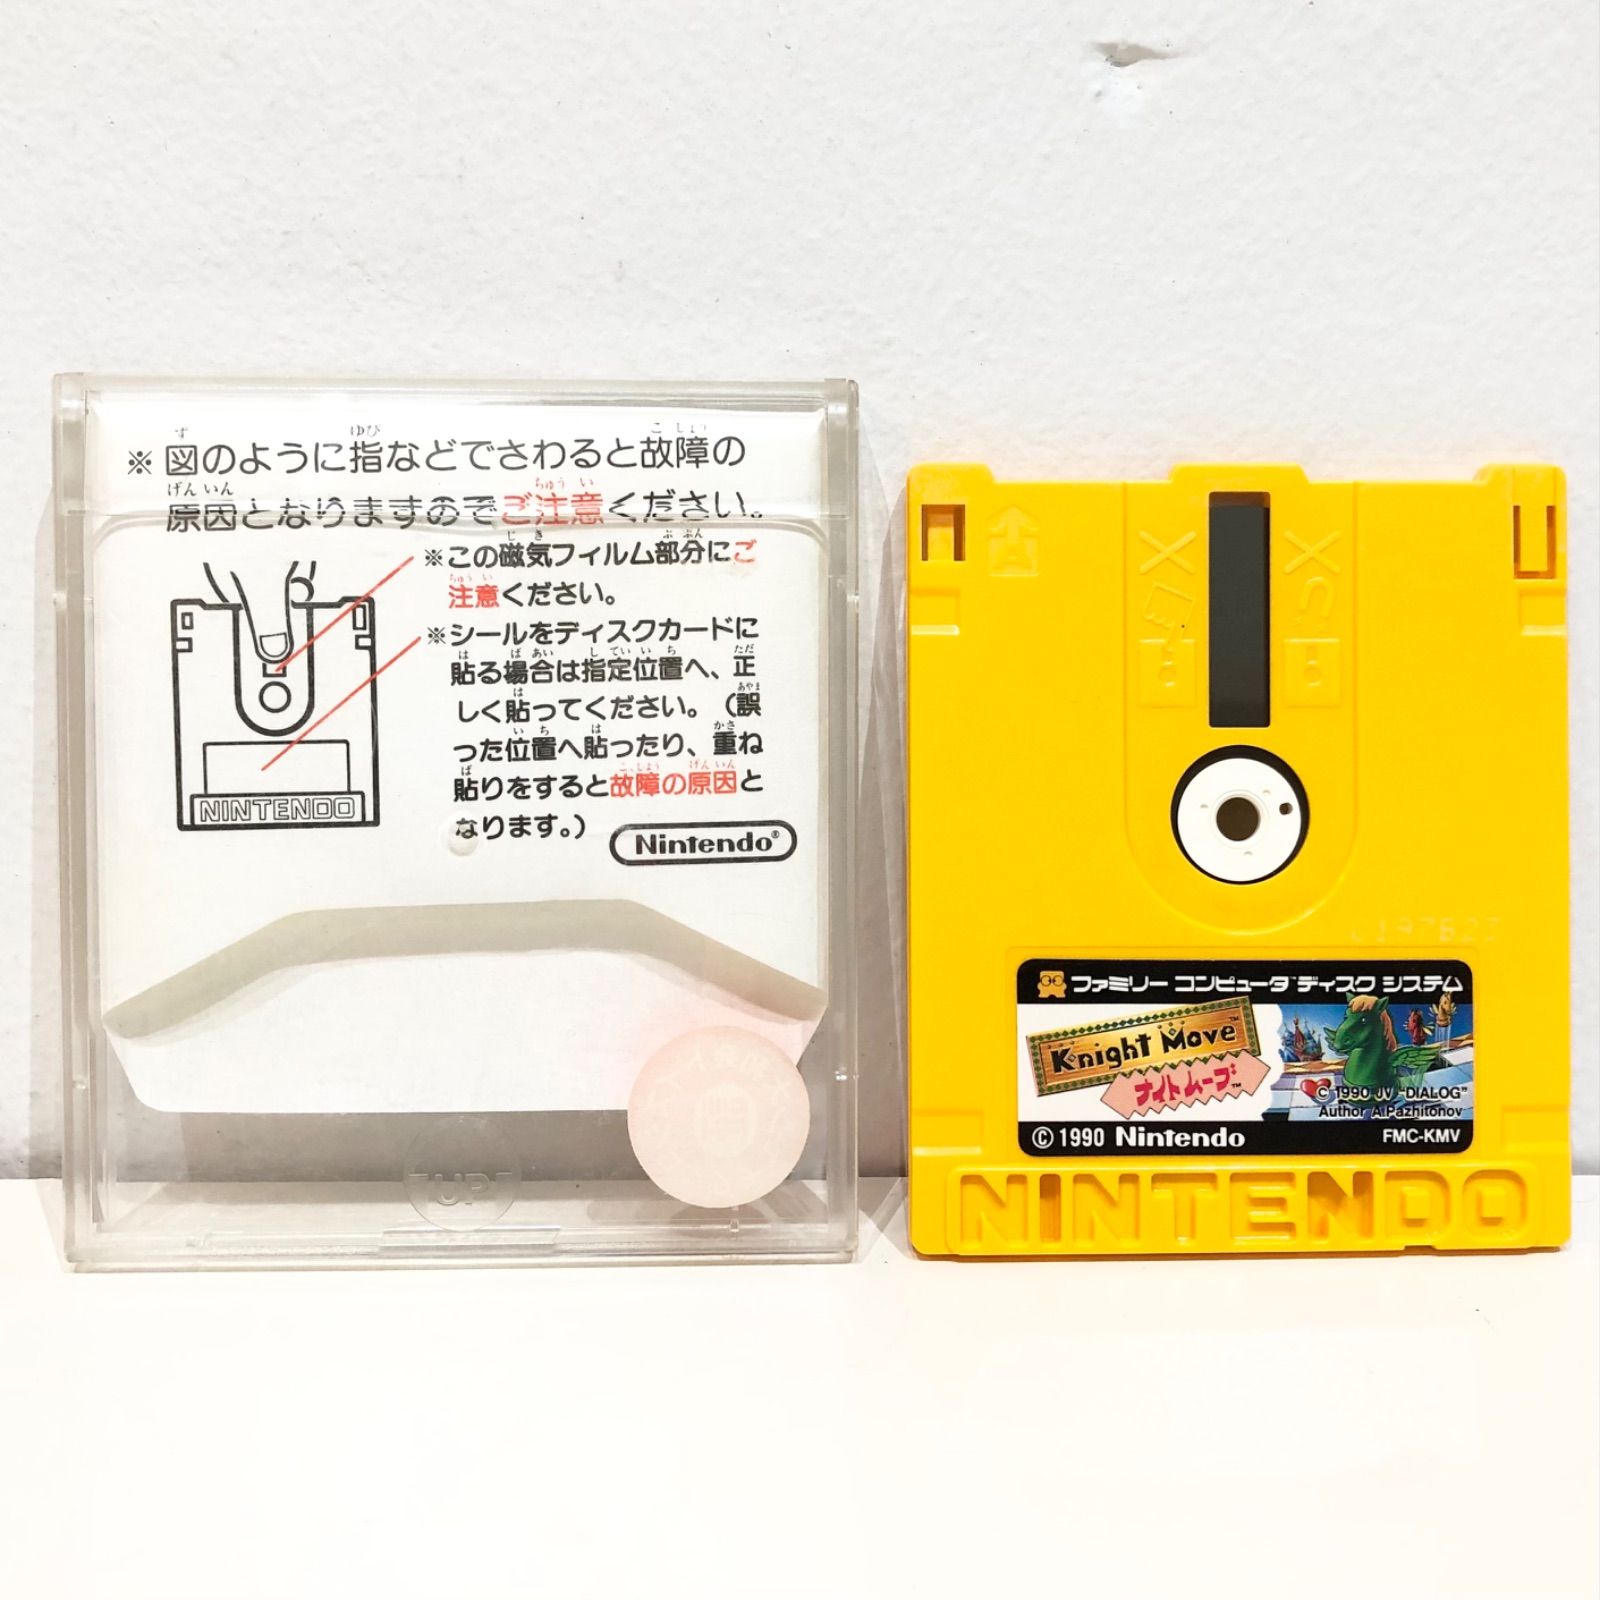 ※図のように指などでさわると故障の
原因となりますのでご注意ください。
※この磁気フィルム部分にご
注意ください。
※シールをディスクカードに
貼る場合は指定位置へ、正
しく貼ってください。(誤
った位置へ貼ったり、重ね
貼りをすると故障の原因と
なります。)
NINTENDO
Nintendo®
UP
A
ファミリー コンピュータ™ディスク システム
Knight Move™
ナイトムーブ™
© 1990 JV "DIALOG"
Author A.Pazhitonov
© 1990 Nintendo
FMC-KMV
NINTENDO